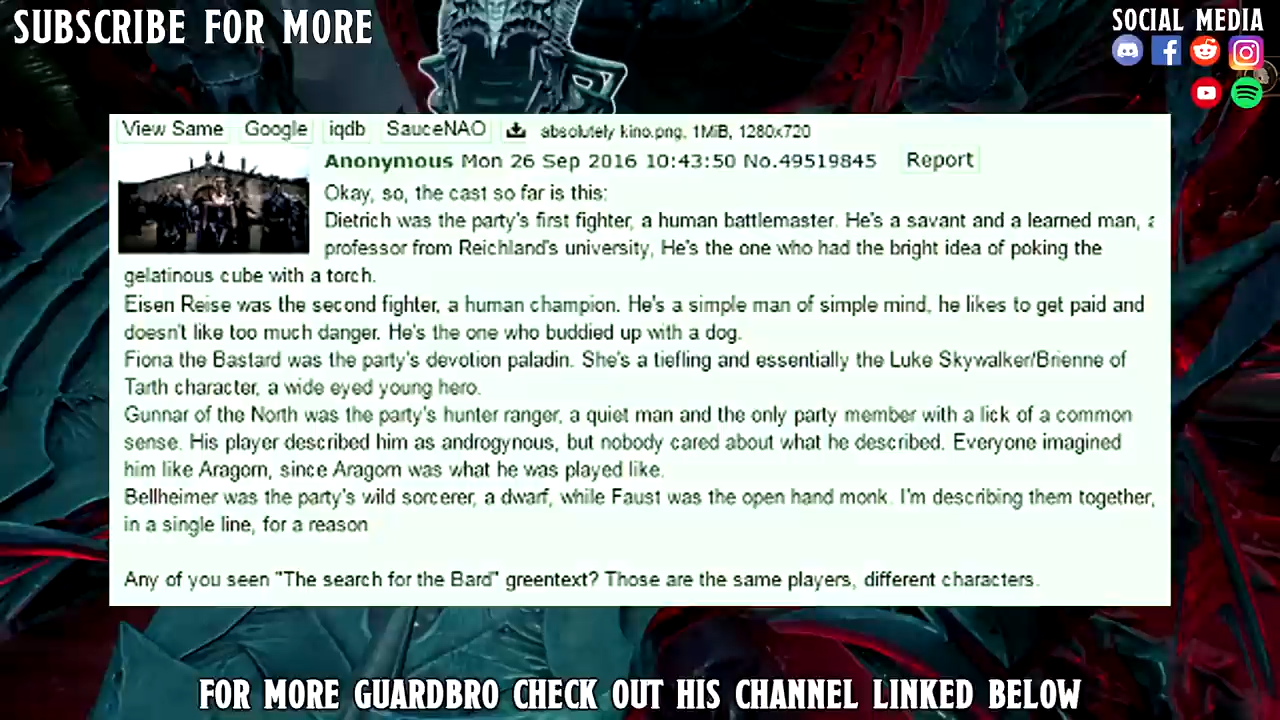 SUBSCRIBE FOR MORE
SOCIAL MEDIA
View Same Google iqdb SauceNAO absolutely kino.png, 1MiB, 1280x720
Anonymous Mon 26 Sep 2016 10:43:50 No.49519845 Report
Okay, so, the cast so far is this:
Dietrich was the party's first fighter, a human battlemaster. He's a savant and a learned man, a
professor from Reichland's university, He's the one who had the bright idea of poking the
gelatinous cube with a torch.
Eisen Reise was the second fighter, a human champion. He's a simple man of simple mind, he likes to get paid and
doesn't like too much danger. He's the one who buddied up with a dog.
Fiona the Bastard was the party's devotion paladin. She's a tiefling and essentially the Luke Skywalker/Brienne of
Tarth character, a wide eyed young hero.
Gunnar of the North was the party's hunter ranger, a quiet man and the only party member with a lick of a common
sense. His player described him as androgynous, but nobody cared about what he described. Everyone imagined
him like Aragorn, since Aragorn was what he was played like.
Bellheimer was the party's wild sorcerer, a dwarf, while Faust was the open hand monk. I'm describing them together,
in a single line, for a reason
Any of you seen "The search for the Bard" greentext? Those are the same players, different characters.
FOR MORE GUARDBRO CHECK OUT HIS CHANNEL LINKED BELOW